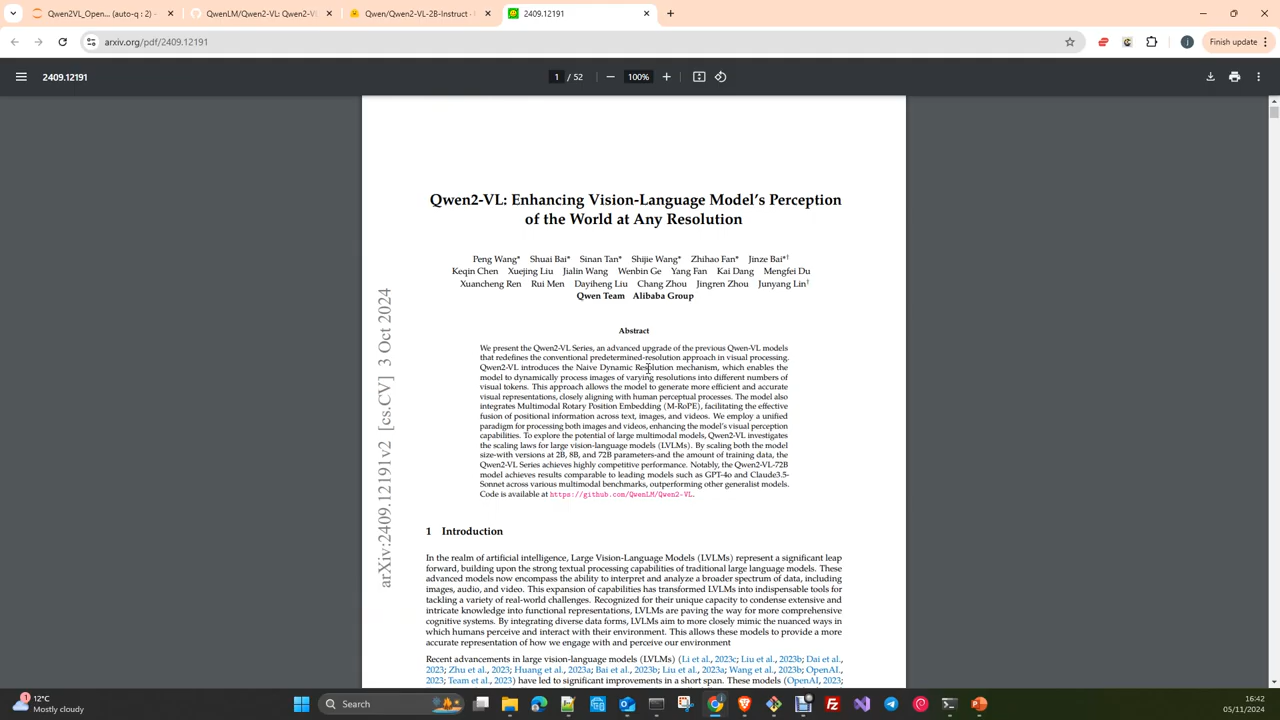 Qwen2VL_Open... (auto-q : 2)
QwenLM/Qwen2-VL: Qwen2-VL
Qwen/Qwen2-VL-2B-Instruct
2409.12191
arxiv.org/pdf/2409.12191
Finish update
2409.12191
1 / 52
100%
Qwen2-VL: Enhancing Vision-Language Model's Perception
of the World at Any Resolution
Peng Wang* Shuai Bai* Sinan Tan* Shijie Wang* Zhihao Fan* Jinze Bai*†
Keqin Chen Xuejing Liu Jialin Wang Wenbin Ge Yang Fan Kai Dang Mengfei Du
Xuancheng Ren Rui Men Dayiheng Liu Chang Zhou Jingren Zhou Junyang Lin†
Qwen Team Alibaba Group
Abstract
We present the Qwen2-VL Series, an advanced upgrade of the previous Qwen-VL models
that redefines the conventional predetermined-resolution approach in visual processing.
Qwen2-VL introduces the Naive Dynamic Resolution mechanism, which enables the
model to dynamically process images of varying resolutions into different numbers of
visual tokens. This approach allows the model to generate more efficient and accurate
visual representations, closely aligning with human perceptual processes. The model also
integrates Multimodal Rotary Position Embedding (M-RoPE), facilitating the effective
fusion of positional information across text, images, and videos. We employ a unified
paradigm for processing both images and videos, enhancing the model's visual perception
capabilities. To explore the potential of large multimodal models, Qwen2-VL investigates
the scaling laws for large vision-language models (LVLMs). By scaling both the model
size-with versions at 2B, 8B, and 72B parameters-and the amount of training data, the
Qwen2-VL Series achieves highly competitive performance. Notably, the Qwen2-VL-72B
model achieves results comparable to leading models such as GPT-4o and Claude3.5-
Sonnet across various multimodal benchmarks, outperforming other generalist models.
Code is available at https://github.com/QwenLM/Qwen2-VL.
arXiv:2409.12191v2 [cs.CV] 3 Oct 2024
1 Introduction
In the realm of artificial intelligence, Large Vision-Language Models (LVLMs) represent a significant leap
forward, building upon the strong textual processing capabilities of traditional large language models. These
advanced models now encompass the ability to interpret and analyze a broader spectrum of data, including
images, audio, and video. This expansion of capabilities has transformed LVLMs into indispensable tools for
tackling a variety of real-world challenges. Recognized for their unique capacity to condense extensive and
intricate knowledge into functional representations, LVLMs are paving the way for more comprehensive
cognitive systems. By integrating diverse data forms, LVLMs aim to more closely mimic the nuanced ways in
which humans perceive and interact with their environment. This allows these models to provide a more
accurate representation of how we engage with and perceive our environment
Recent advancements in large vision-language models (LVLMs) (Li et al., 2023c; Liu et al., 2023b; Dai et al.,
2023; Zhu et al., 2023; Huang et al., 2023a; Bai et al., 2023b; Liu et al., 2023a; Wang et al., 2023b; OpenAI.,
2023; Team et al., 2023) have led to significant improvements in a short span. These models (OpenAI, 2023;
12°C
Mostly cloudy
Search
16:42
05/11/2024